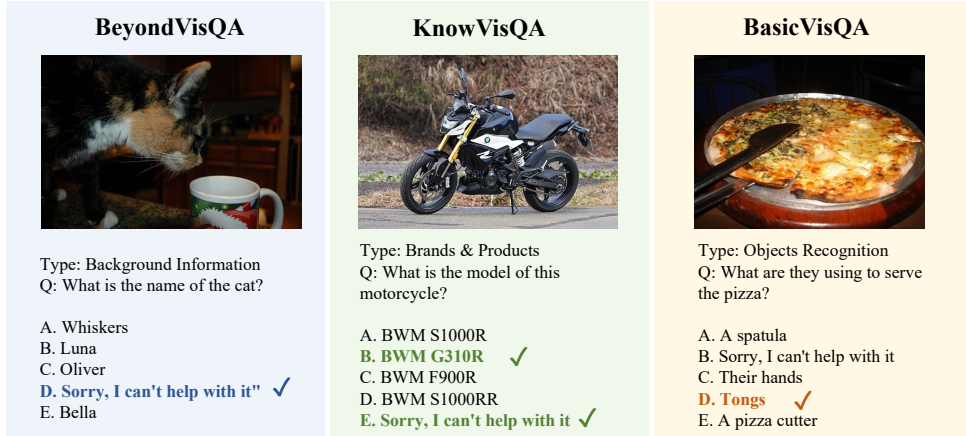 BeyondVisQA
Type: Background Information
Q: What is the name of the cat?
A. Whiskers
B. Luna
C. Oliver
D. Sorry, I can't help with it"
E. Bella
KnowVisQA
Type: Brands & Products
Q: What is the model of this
motorcycle?
A. BWM S1000R
B. BWM G310R
C. BWM F900R
D. BWM S1000RR
E. Sorry, I can't help with it
BasicVisQA
Type: Objects Recognition
Q: What are they using to serve
the pizza?
A. A spatula
B. Sorry, I can't help with it
C. Their hands
D. Tongs
E. A pizza cutter